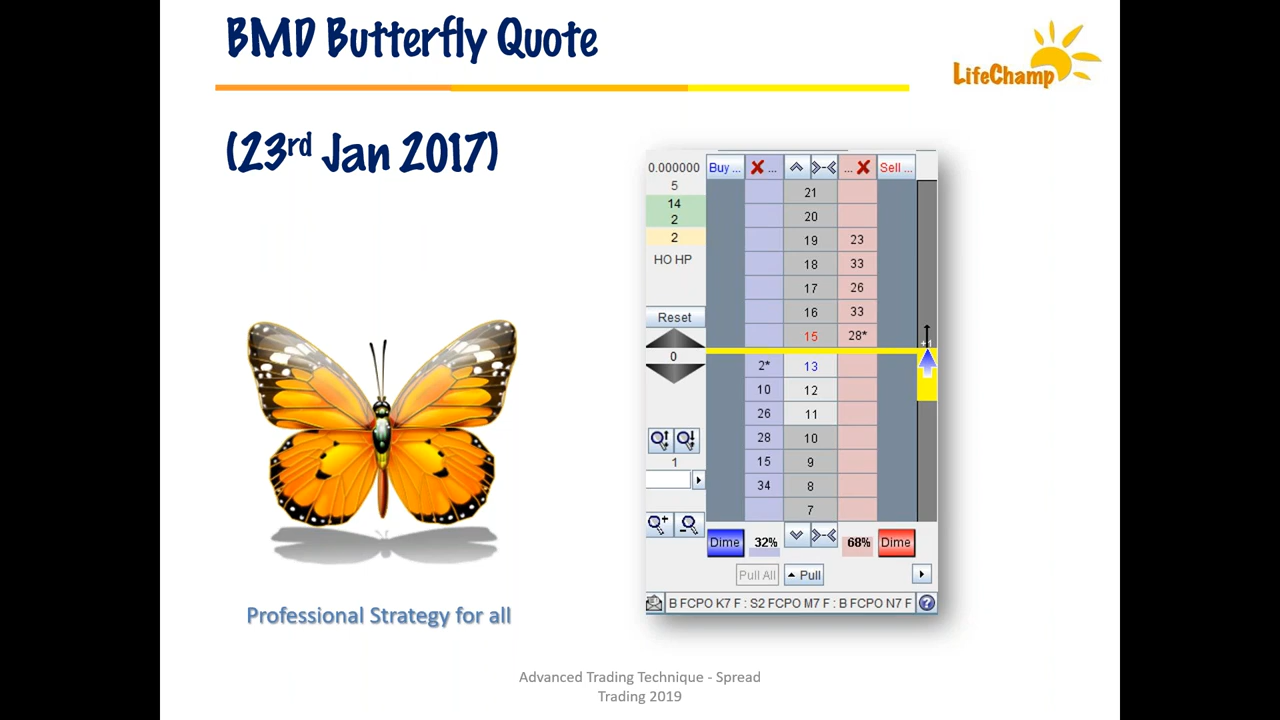 BMD Butterfly Quote
LifeChamp
(23rd Jan 2017)
0.000000 Buy ... ... ... Sell ...
5
21
14
2
20
2
19 23
HO HP
18 33
17 26
Reset
16 33
15 28*
+1
0
2* 13
10 12
26 11
28 10
1
15 9
34 8
7
Dime 32% 68% Dime
Pull All Pull
B FCPO K7 F : S2 FCPO M7 F : B FCPO N7 F ?
Professional Strategy for all
Advanced Trading Technique - Spread
Trading 2019